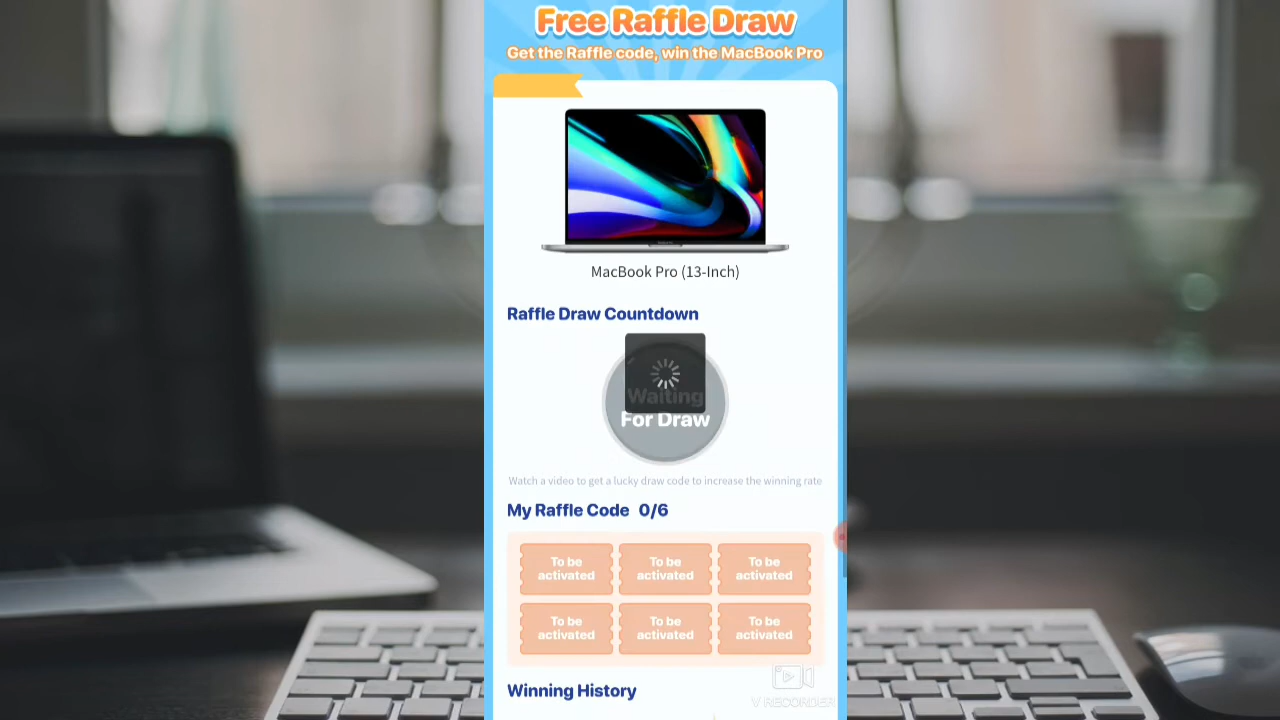 Free Raffle Draw
Get the Raffle code, win the MacBook Pro
MacBook Pro (13-Inch)
Raffle Draw Countdown
Waiting
For Draw
Watch a video to get a lucky draw code to increase the winning rate
My Raffle Code 0/6
To be activated
To be activated
To be activated
To be activated
To be activated
To be activated
V RECORDER
Winning History